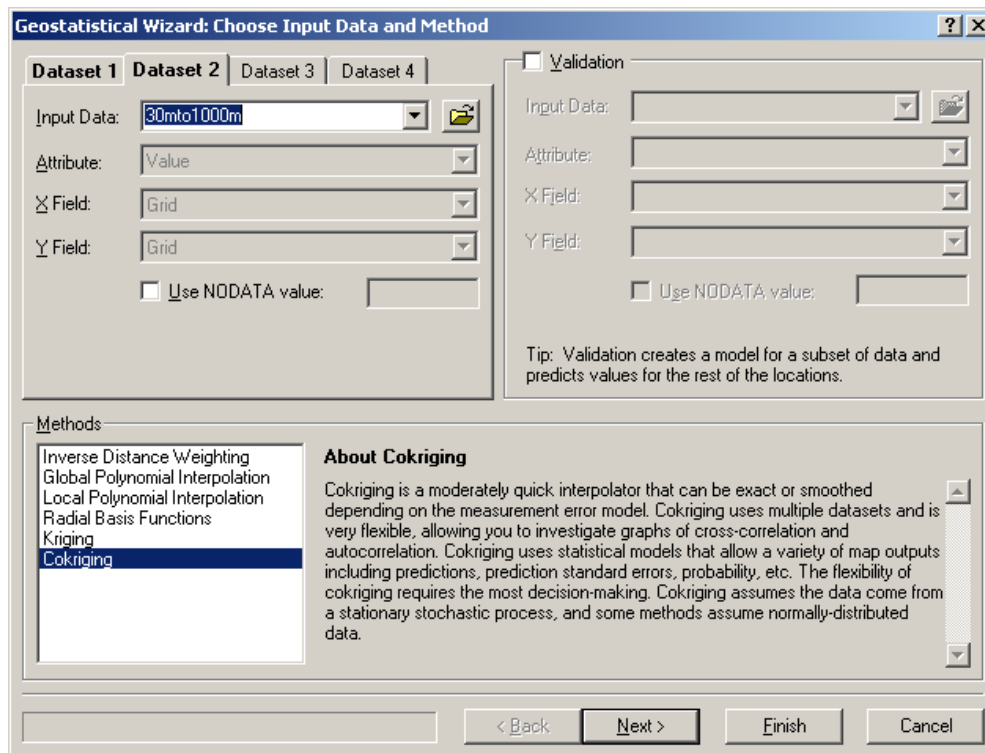 Geostatistical Wizard: Choose Input Data and Method
Dataset 1 Dataset 2 Dataset 3 Dataset 4
Input Data: 30mto1000m
Attribute: Value
X Field: Grid
Y Field: Grid
Use NODATA value:
Validation
Input Data:
Attribute:
X Field:
Y Field:
Use NODATA value:
Tip: Validation creates a model for a subset of data and
predicts values for the rest of the locations.
Methods
Inverse Distance Weighting
Global Polynomial Interpolation
Local Polynomial Interpolation
Radial Basis Functions
Kriging
Cokriging
About Cokriging
Cokriging is a moderately quick interpolator that can be exact or smoothed
depending on the measurement error model. Cokriging uses multiple datasets and is
very flexible, allowing you to investigate graphs of cross-correlation and
autocorrelation. Cokriging uses statistical models that allow a variety of map outputs
including predictions, prediction standard errors, probability, etc. The flexibility of
cokriging requires the most decision-making. Cokriging assumes the data come from
a stationary stochastic process, and some methods assume normally-distributed
data.
< Back Next > Finish Cancel